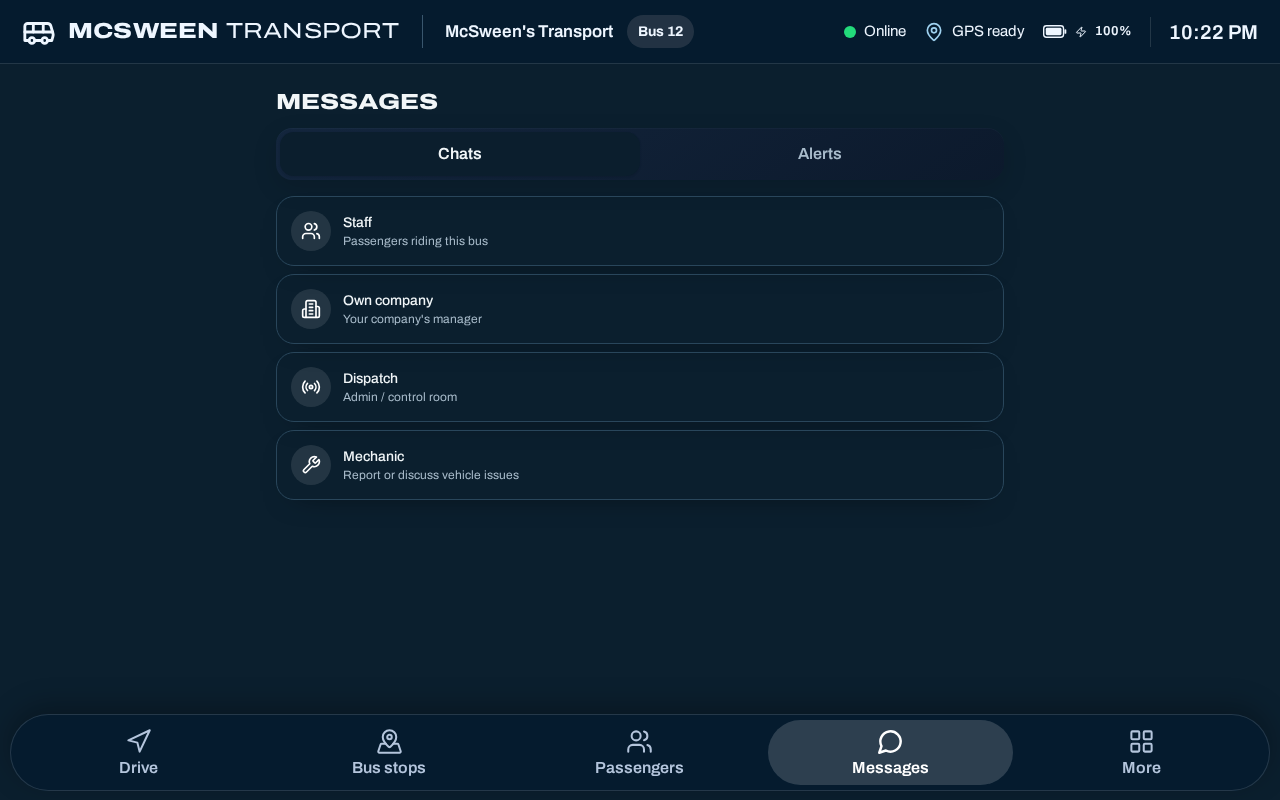 MCSWEEN TRANSPORT
McSween's Transport
Bus 12
Online
GPS ready
100%
10:22 PM
MESSAGES
Chats
Alerts
Staff
Passengers riding this bus
Own company
Your company's manager
Dispatch
Admin / control room
Mechanic
Report or discuss vehicle issues
Drive
Bus stops
Passengers
Messages
More